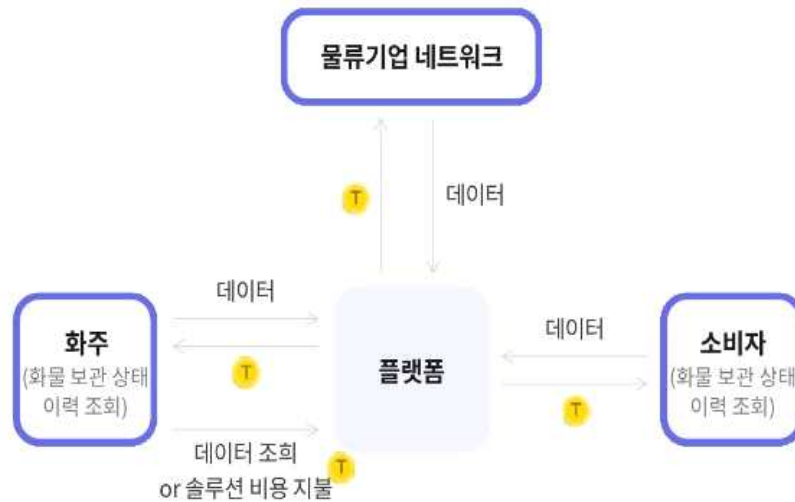 물류기업 네트워크
T
데이터
데이터
T
화주
(화물 보관 상태
이력 조회)
데이터 조희
or 솔루션 비용 지불
T
플랫폼
데이터
T
소비자
(화물 보관 상태
이력 조회)